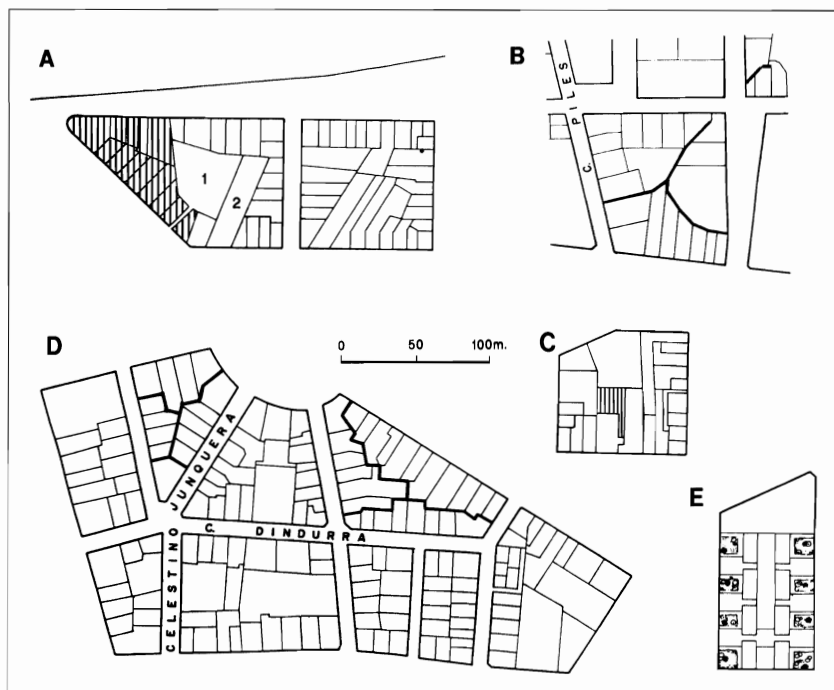 A
B
C. PILES
1
2
D
0 50 100m.
C
CELESTINO JUNQUERA
C. DINDURRA
E